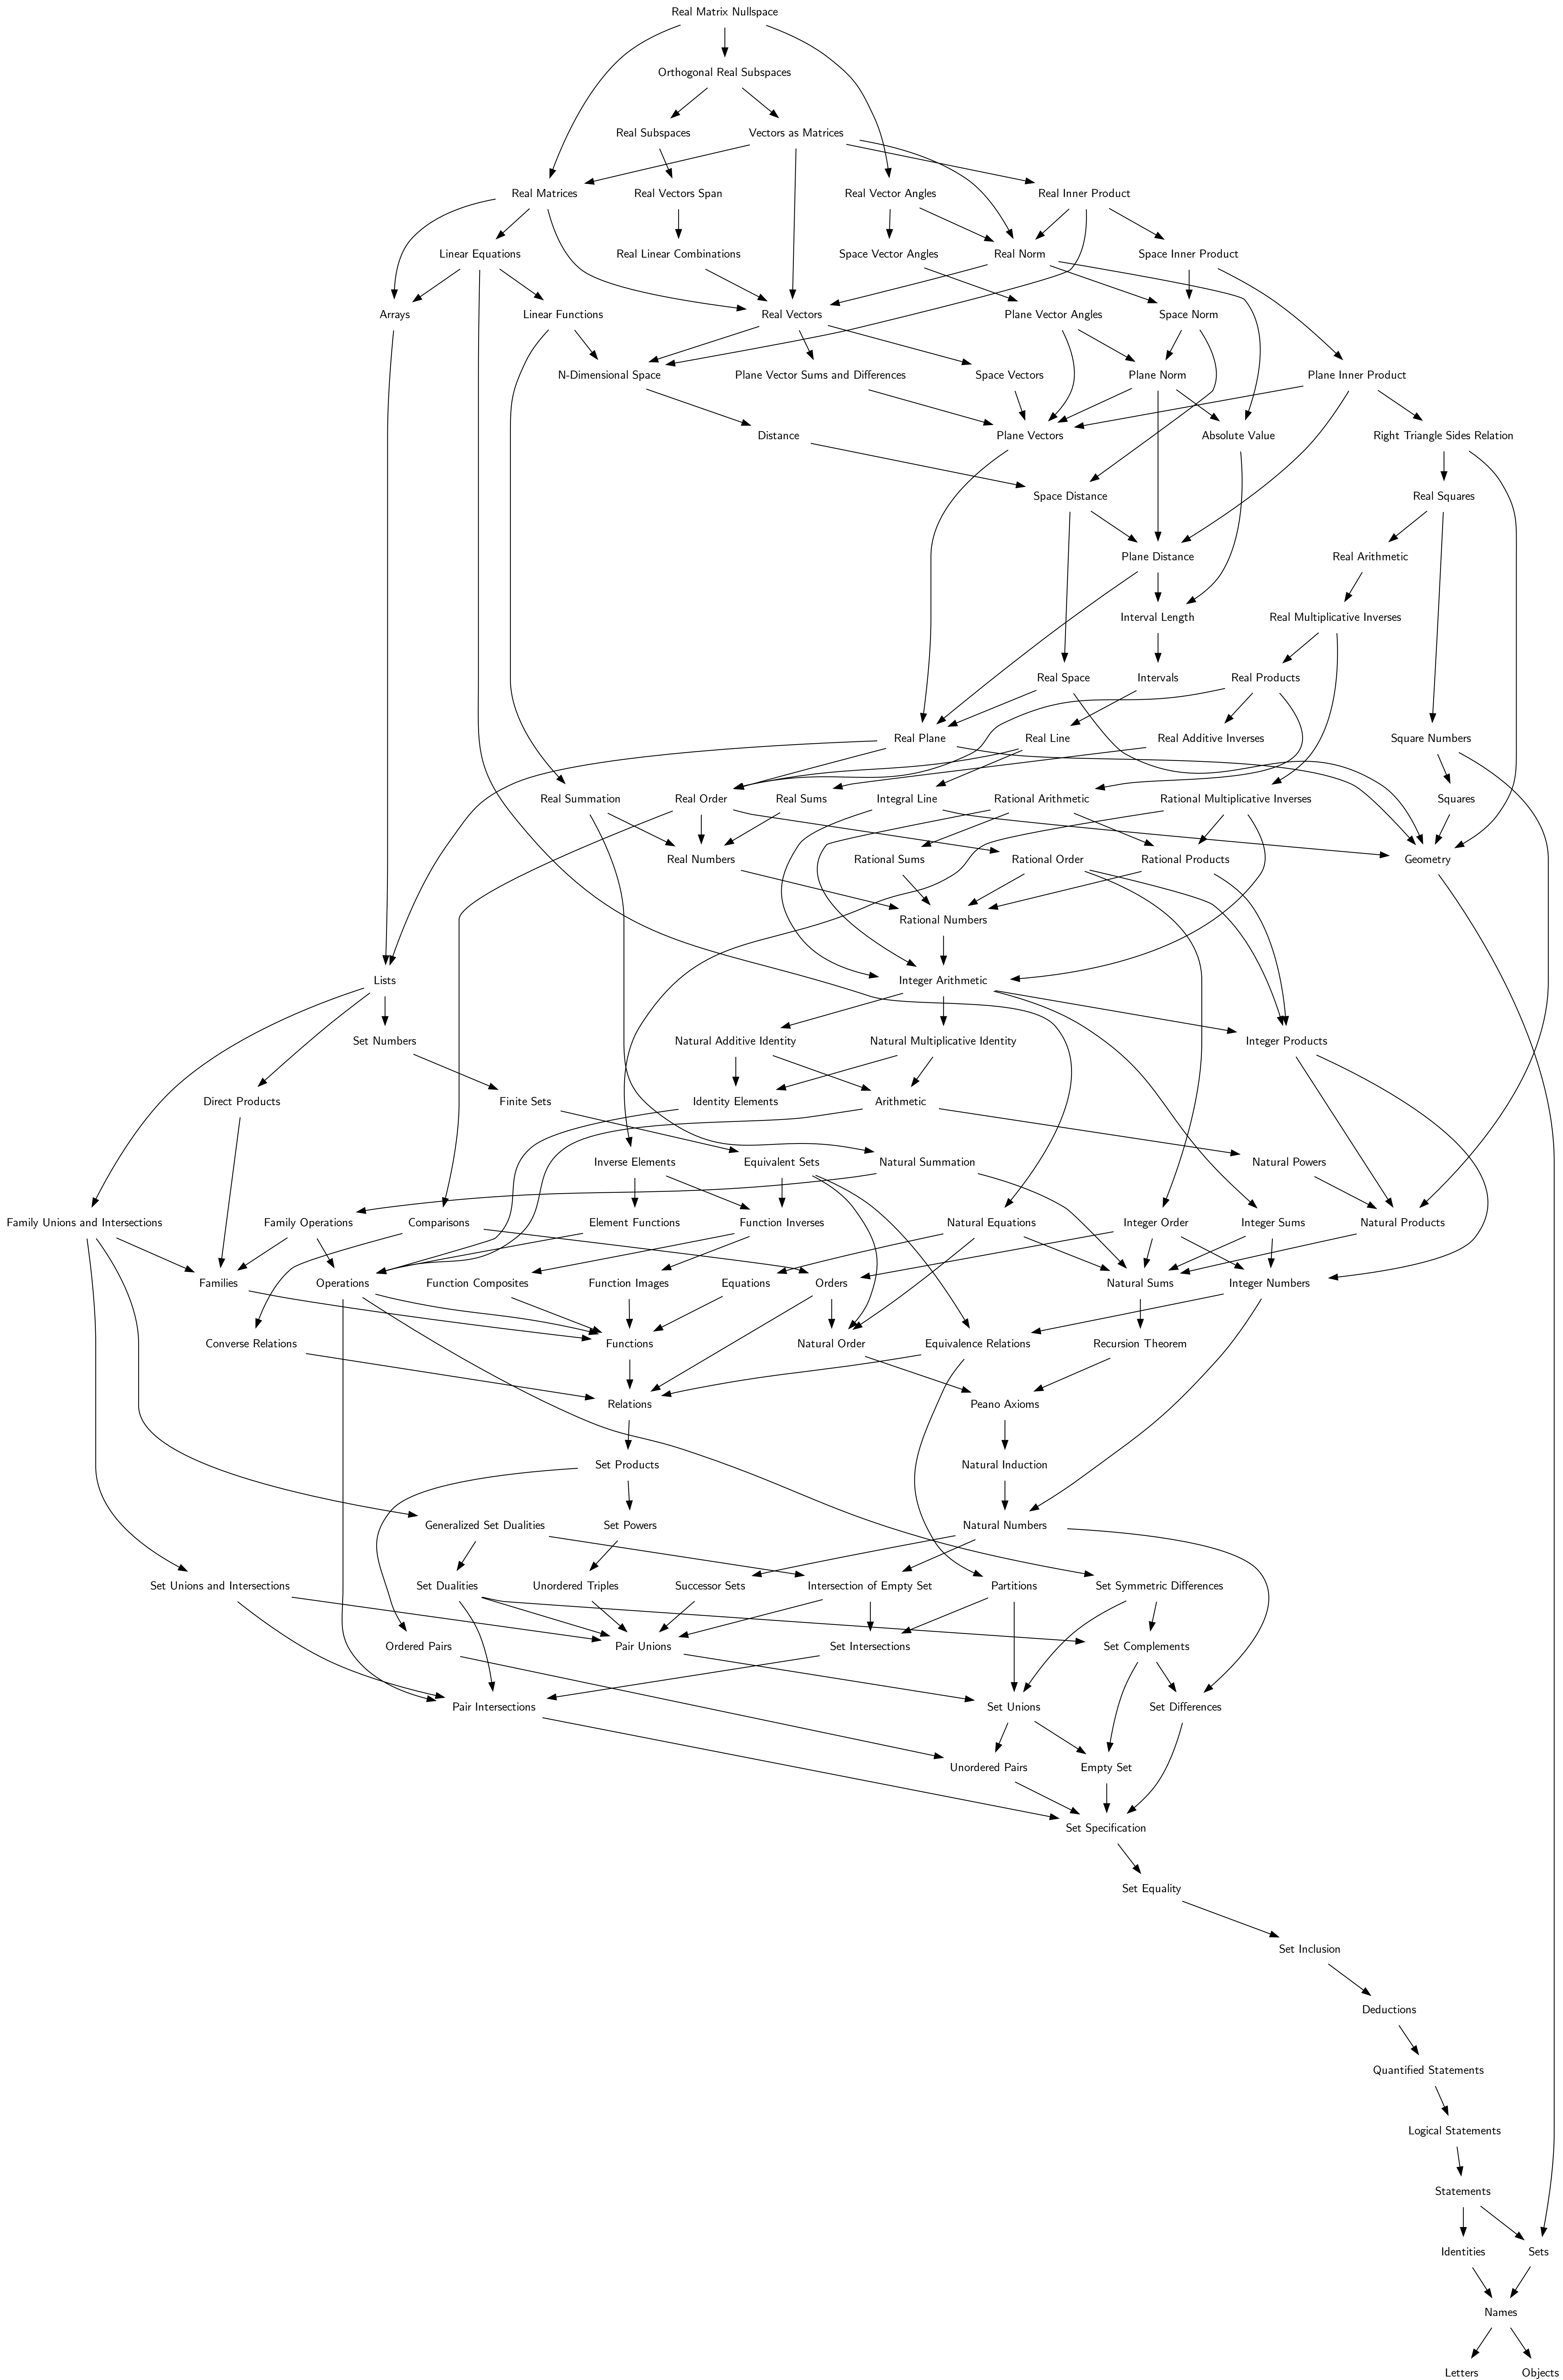 Real Matrix Nullspace
Orthogonal Real Subspaces
Real Subspaces
Vectors as Matrices
Real Matrices
Real Vectors Span
Real Vector Angles
Real Inner Product
Linear Equations
Real Linear Combinations
Space Vector Angles
Real Norm
Space Inner Product
Arrays
Linear Functions
Real Vectors
Plane Vector Angles
Space Norm
N-Dimensional Space
Plane Vector Sums and Differences
Space Vectors
Plane Norm
Plane Inner Product
Distance
Plane Vectors
Absolute Value
Right Triangle Sides Relation
Space Distance
Real Squares
Plane Distance
Real Arithmetic
Interval Length
Real Multiplicative Inverses
Real Space
Intervals
Real Products
Real Plane
Real Line
Real Additive Inverses
Square Numbers
Real Summation
Real Order
Real Sums
Integral Line
Rational Arithmetic
Rational Multiplicative Inverses
Squares
Real Numbers
Rational Sums
Rational Order
Rational Products
Geometry
Rational Numbers
Lists
Integer Arithmetic
Set Numbers
Natural Additive Identity
Natural Multiplicative Identity
Integer Products
Direct Products
Finite Sets
Identity Elements
Arithmetic
Inverse Elements
Equivalent Sets
Natural Summation
Natural Powers
Family Unions and Intersections
Family Operations
Comparisons
Element Functions
Function Inverses
Natural Equations
Integer Order
Integer Sums
Natural Products
Families
Operations
Function Composites
Function Images
Equations
Orders
Natural Sums
Integer Numbers
Converse Relations
Functions
Natural Order
Equivalence Relations
Recursion Theorem
Relations
Peano Axioms
Set Products
Natural Induction
Generalized Set Dualities
Set Powers
Natural Numbers
Set Unions and Intersections
Set Dualities
Unordered Triples
Successor Sets
Intersection of Empty Set
Partitions
Set Symmetric Differences
Ordered Pairs
Pair Unions
Set Intersections
Set Complements
Pair Intersections
Set Unions
Set Differences
Unordered Pairs
Empty Set
Set Specification
Set Equality
Set Inclusion
Deductions
Quantified Statements
Logical Statements
Statements
Identities
Sets
Names
Letters
Objects